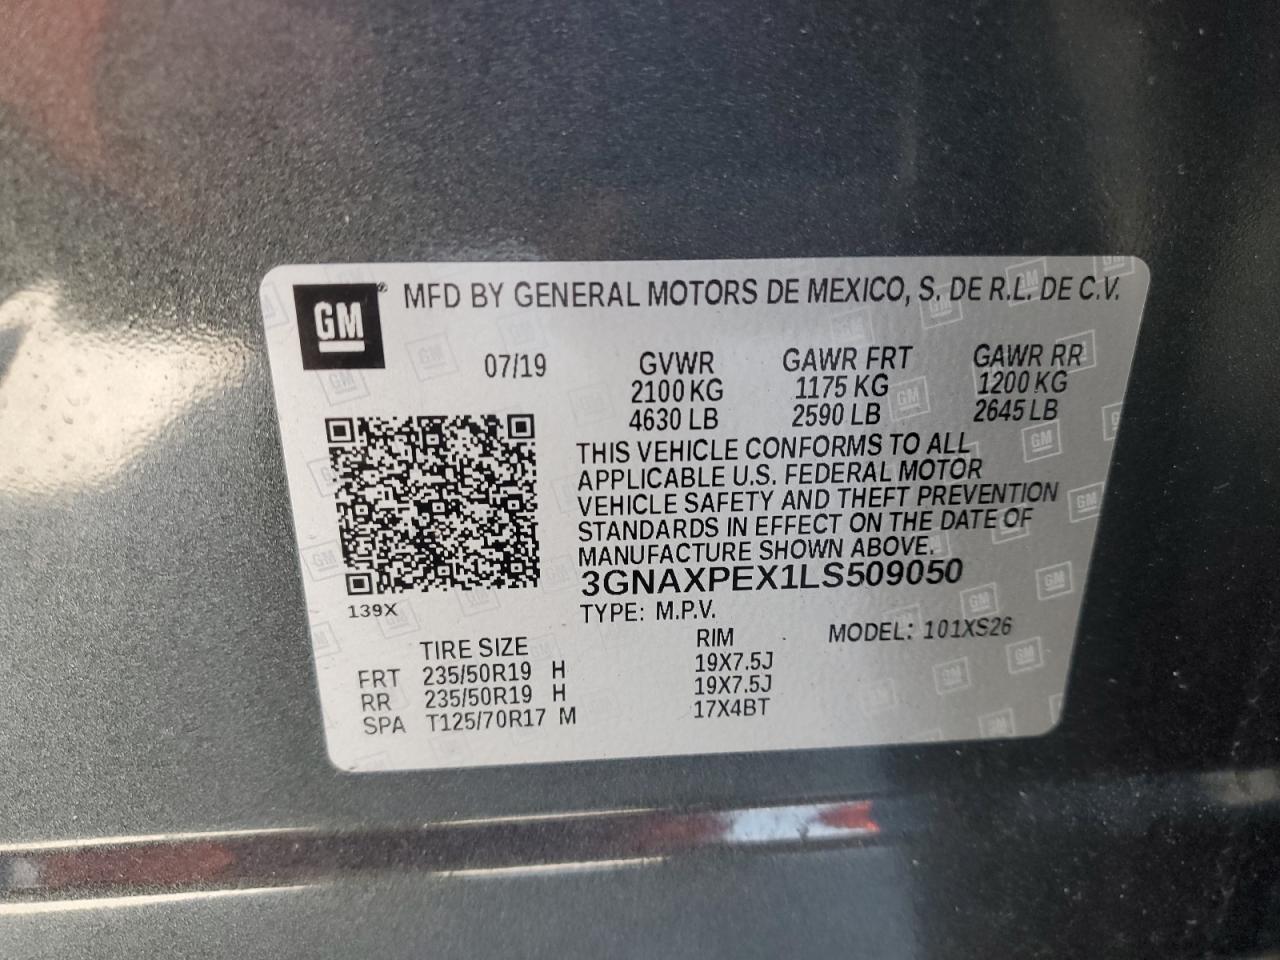 GM® MFD BY GENERAL MOTORS DE MEXICO, S. DE R.L. DE C.V.
07/19 GVWR GAWR FRT GAWR RR
2100 KG 1175 KG 1200 KG
4630 LB 2590 LB 2645 LB
THIS VEHICLE CONFORMS TO ALL
APPLICABLE U.S. FEDERAL MOTOR
VEHICLE SAFETY AND THEFT PREVENTION
STANDARDS IN EFFECT ON THE DATE OF
MANUFACTURE SHOWN ABOVE.
3GNAXPEX1LS509050
139X
TYPE: M.P.V.
TIRE SIZE RIM MODEL: 101XS26
FRT 235/50R19 H 19X7.5J
RR 235/50R19 H 19X7.5J
SPA T125/70R17 M 17X4BT